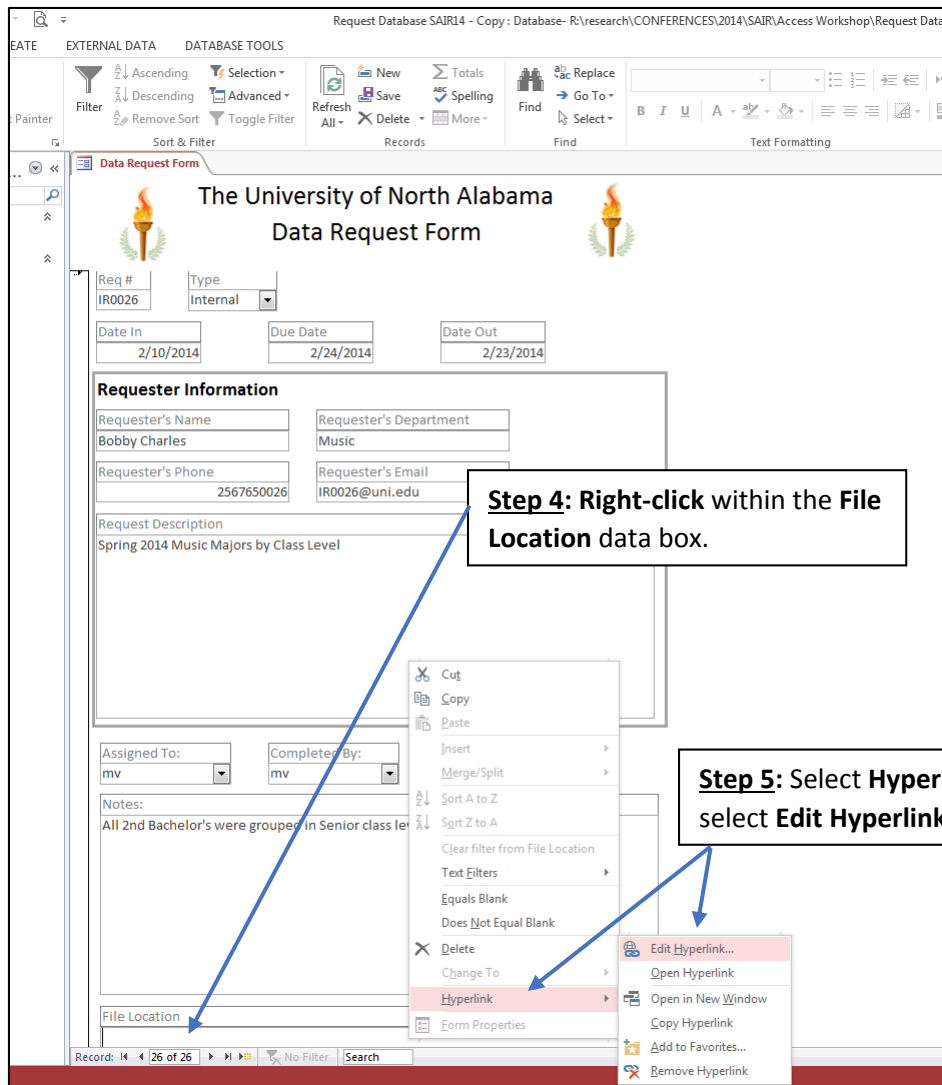 Request Database SAIR14 - Copy : Database- R:\research\CONFERENCES\2014\SAIR\Access Workshop\Request Data
EATE EXTERNAL DATA DATABASE TOOLS
Ascending Selection New Totals Replace
Descending Advanced Save Spelling Go To
Painter Filter Remove Sort Toggle Filter Refresh All Delete More Find Select B I U A
Sort & Filter Records Find Text Formatting
Data Request Form
The University of North Alabama
Data Request Form
Req # Type
IR0026 Internal
Date In Due Date Date Out
2/10/2014 2/24/2014 2/23/2014
Requester Information
Requester's Name Requester's Department
Bobby Charles Music
Requester's Phone Requester's Email
2567650026 IR0026@uni.edu
Step 4: Right-click within the File
Location data box.
Request Description
Spring 2014 Music Majors by Class Level
Cut
Copy
Paste
Insert
Merge/Split
Sort A to Z
Sort Z to A
Clear filter from File Location
Text Filters
Equals Blank
Does Not Equal Blank
Delete
Change To
Hyperlink
Form Properties
Assigned To: Completed By:
mv mv
Step 5: Select Hyper
select Edit Hyperlink
Notes:
All 2nd Bachelor's were grouped in Senior class le
Edit Hyperlink...
Open Hyperlink
Open in New Window
Copy Hyperlink
Add to Favorites...
Remove Hyperlink
File Location
Record: 26 of 26 No Filter Search